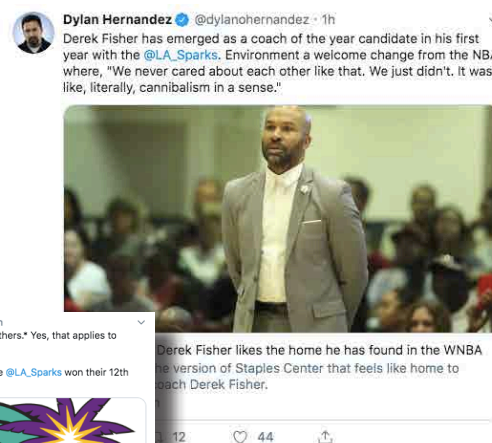 Dylan Hernandez @dylanohernandez · 1h
Derek Fisher has emerged as a coach of the year candidate in his first
year with the @LA_Sparks. Environment a welcome change from the
where, "We never cared about each other like that. We just didn't. It was
like, literally, cannibalism in a sense."
Derek Fisher likes the home he has found in the WNBA
version of Staples Center that feels like home to
Derek Fisher.
12 44
Yes, that applies to
@LA_Sparks won their 12th